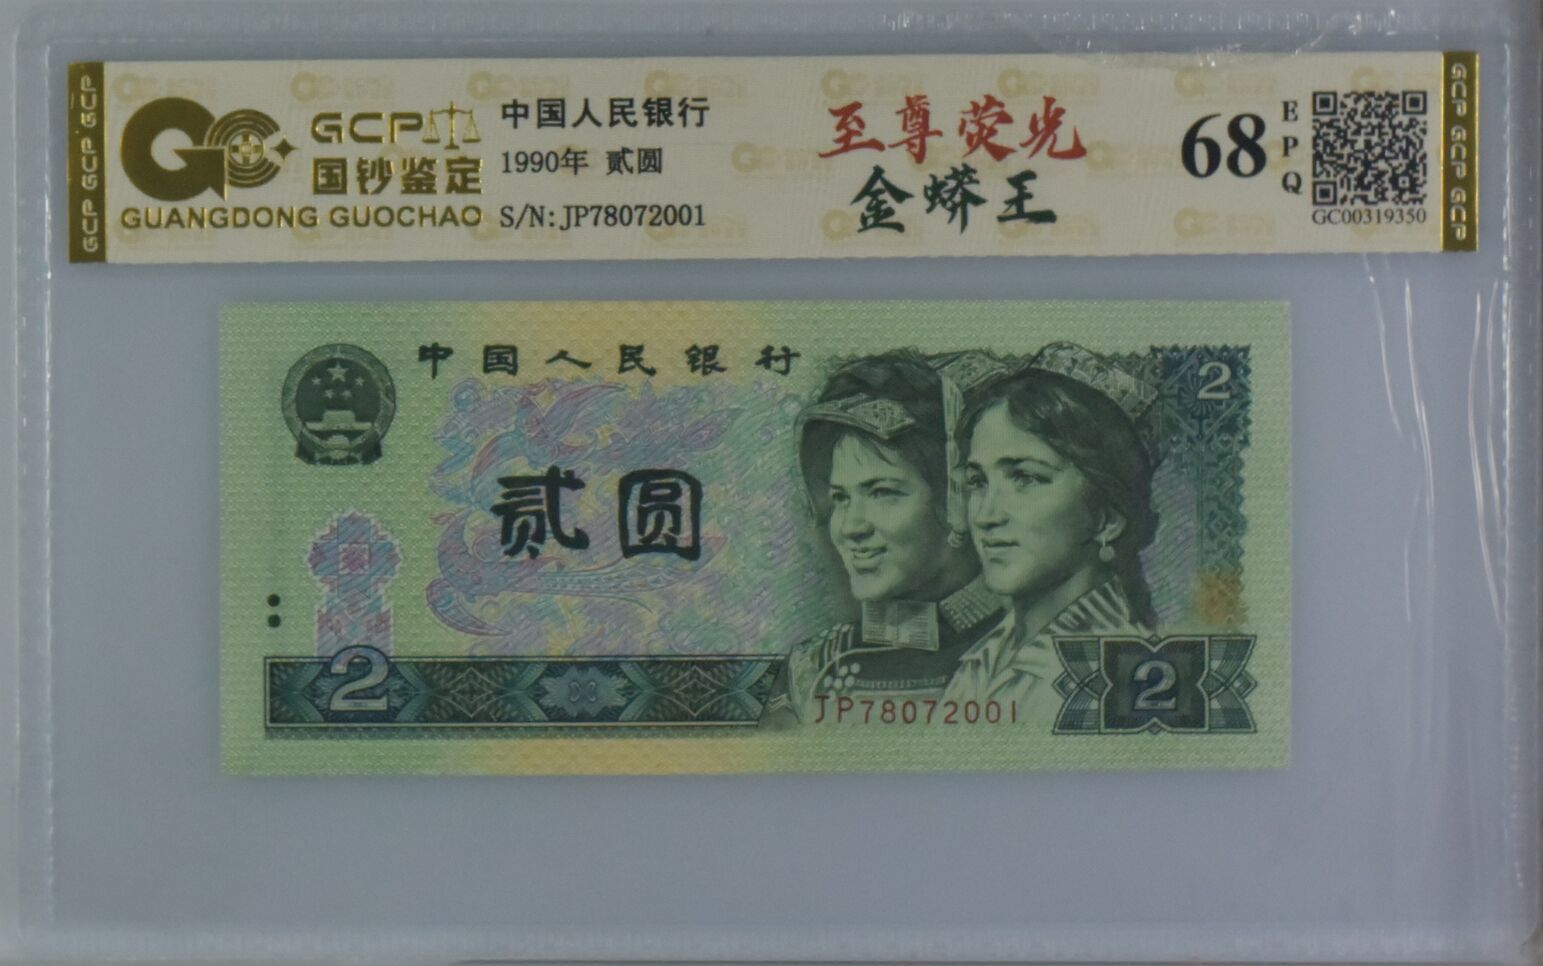 GCP GCP GCP
GCP
国钞鉴定
GUANGDONG GUOCHAO
中国人民银行
1990年 贰圆
S/N: JP78072001
至尊荧光
金蟒王
68
EPQ
GC00319350
GCP GCP GCP
中国人民银行
2
贰圆
2
JP78072001
2